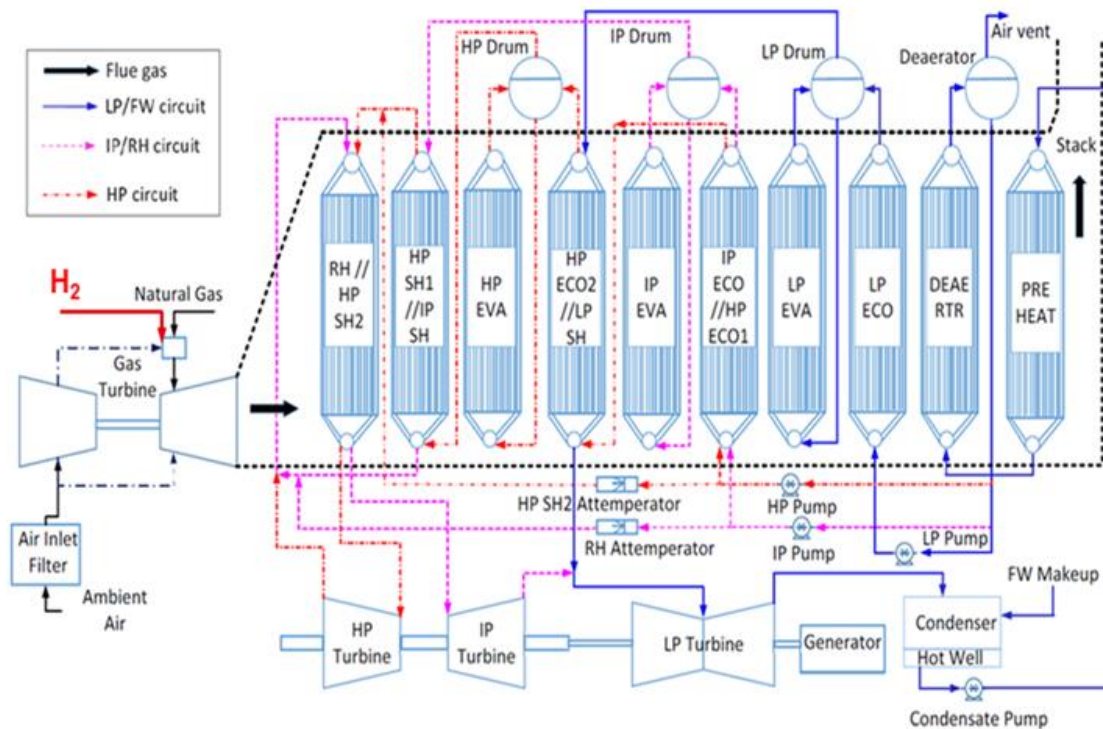 Flue gas
LP/FW circuit
IP/RH circuit
HP circuit
HP Drum
IP Drum
LP Drum
Deaerator
Air vent
Stack
RH //
HP
SH2
HP
SH1
//IP
SH
HP
EVA
HP
ECO2
//LP
SH
IP
EVA
IP
ECO
//HP
ECO1
LP
EVA
LP
ECO
DEAE
RTR
PRE
HEAT
H2
Natural Gas
Gas
Turbine
Air Inlet
Filter
Ambient
Air
HP SH2 Attemperator
HP Pump
RH Attemperator
IP Pump
LP Pump
FW Makeup
HP
Turbine
IP
Turbine
LP Turbine
Generator
Condenser
Hot Well
Condensate Pump